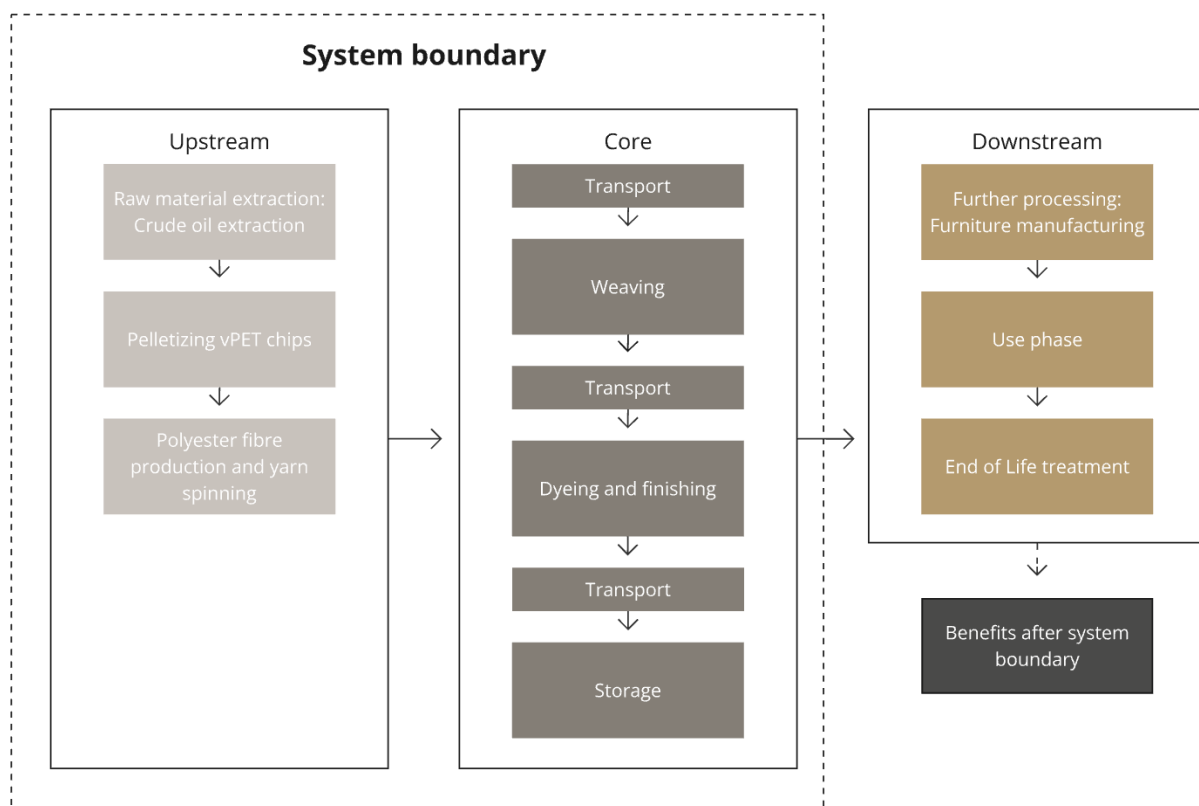 System boundary
Upstream
Raw material extraction:
Crude oil extraction
Pelletizing vPET chips
Polyester fibre
production and yarn
spinning
Core
Transport
Weaving
Transport
Dyeing and finishing
Transport
Storage
Downstream
Further processing:
Furniture manufacturing
Use phase
End of Life treatment
Benefits after system
boundary